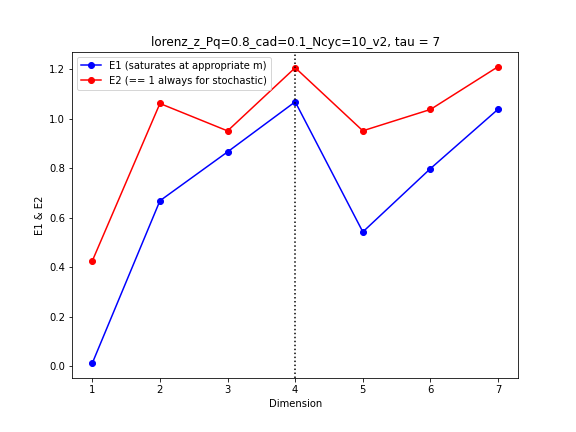 lorenz_z_Pq=0.8_cad=0.1_Ncyc=10_v2, tau = 7
E1 (saturates at appropriate m)
E2 (== 1 always for stochastic)
1.2
1.0
0.8
0.6
0.4
0.2
0.0
E1 & E2
1 2 3 4 5 6 7
Dimension